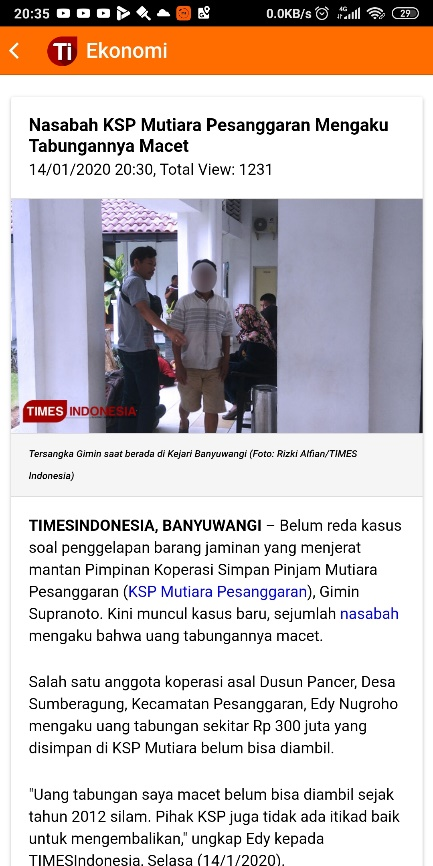 20:35
0.0KB/s 4G 29
Ti Ekonomi
Nasabah KSP Mutiara Pesanggaran Mengaku
Tabungannya Macet
14/01/2020 20:30, Total View: 1231
TIMES INDONESIA
Tersangka Gimin saat berada di Kejari Banyuwangi (Foto: Rizki Alfian/TIMES
Indonesia)
TIMESINDONESIA, BANYUWANGI – Belum reda kasus
soal penggelapan barang jaminan yang menjerat
mantan Pimpinan Koperasi Simpan Pinjam Mutiara
Pesanggaran (KSP Mutiara Pesanggaran), Gimin
Supranoto. Kini muncul kasus baru, sejumlah nasabah
mengaku bahwa uang tabungannya macet.
Salah satu anggota koperasi asal Dusun Pancer, Desa
Sumberagung, Kecamatan Pesanggaran, Edy Nugroho
mengaku uang tabungan sekitar Rp 300 juta yang
disimpan di KSP Mutiara belum bisa diambil.
"Uang tabungan saya macet belum bisa diambil sejak
tahun 2012 silam. Pihak KSP juga tidak ada itikad baik
untuk mengembalikan," ungkap Edy kepada
TIMESIndonesia, Selasa (14/1/2020).